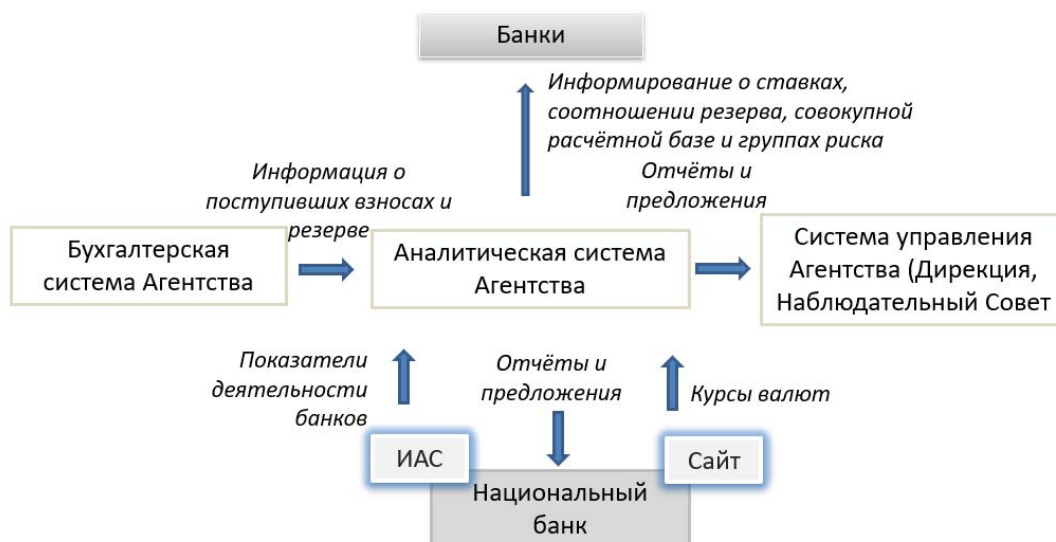 Банки
Информирование о ставках,
соотношении резерва, совокупной
расчётной базе и группах риска
Информация о
поступивших взносах и
резерве
Отчёты и
предложения
Бухгалтерская
система Агентства
Аналитическая система
Агентства
Система управления
Агентства (Дирекция,
Наблюдательный Совет
Показатели
деятельности
банков
Отчёты и
предложения
Курсы валют
ИАС
Сайт
Национальный
банк